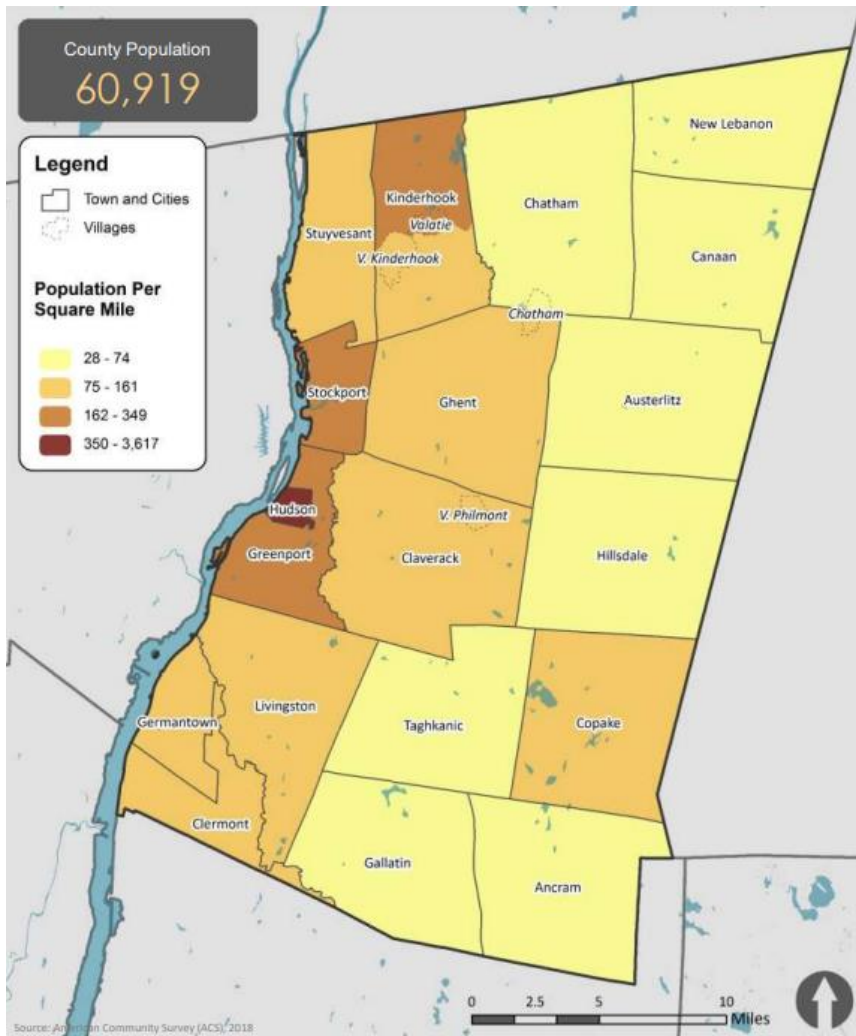 County Population
60,919
Legend
Town and Cities
Villages
Population Per
Square Mile
28 - 74
75 - 161
162 - 349
350 - 3,617
New Lebanon
Kinderhook
Chatham
Valatie
Stuyvesant
V. Kinderhook
Canaan
Chatham
Stockport
Ghent
Austerlitz
Hudson
V. Philmont
Greenport
Claverack
Hillsdale
Livingston
Germantown
Taghkanic
Copake
Clermont
Gallatin
Ancram
0 2.5 5 10
Miles
Source: American Community Survey (ACS), 2018